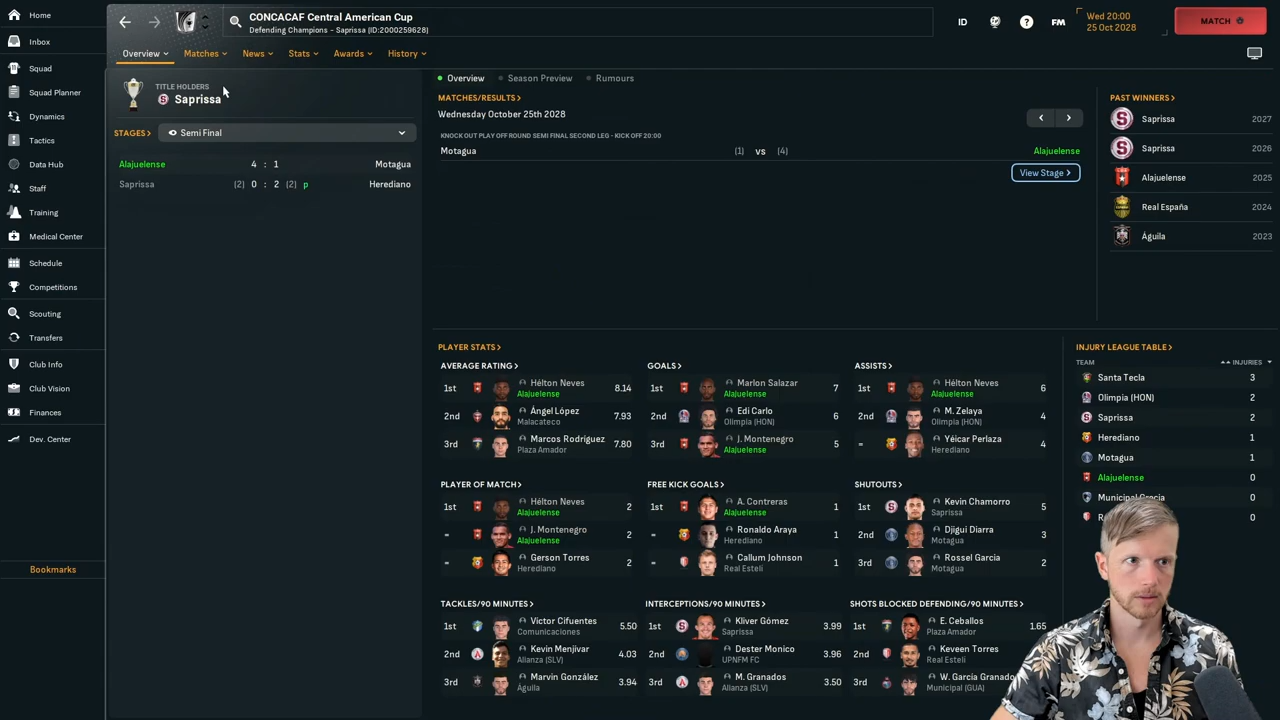 Home
Inbox
Squad
Squad Planner
Dynamics
Tactics
Data Hub
Staff
Training
Medical Center
Schedule
Competitions
Scouting
Transfers
Club Info
Club Vision
Finances
Dev. Center
Bookmarks
CONCACAF Central American Cup
Defending Champions - Saprissa (ID:2000259628)
ID
?
FM
Wed 20:00
25 Oct 2028
MATCH
Overview Matches News Stats Awards History
TITLE HOLDERS
Saprissa
STAGES > Semi Final
Alajuelense 4 : 1 Motagua
Saprissa (2) 0 : 2 (2) p Herediano
Overview Season Preview Rumours
MATCHES/RESULTS >
Wednesday October 25th 2028
KNOCK OUT PLAY OFF ROUND SEMI FINAL SECOND LEG - KICK OFF 20:00
Motagua (1) vs (4) Alajuelense
View Stage >
PAST WINNERS >
Saprissa 2027
Saprissa 2026
Alajuelense 2025
Real España 2024
Águila 2023
PLAYER STATS >
AVERAGE RATING >
1st Hélton Neves 8.14
Alajuelense
2nd Ángel López 7.93
Malacateco
3rd Marcos Rodríguez 7.80
Plaza Amador
GOALS >
1st Marlon Salazar 7
Alajuelense
2nd Edi Carlo 6
Olimpia (HON)
3rd J. Montenegro 5
Alajuelense
ASSISTS >
1st Hélton Neves 6
Alajuelense
2nd M. Zelaya 4
Olimpia (HON)
= Yéicar Perlaza 4
Herediano
PLAYER OF MATCH >
1st Hélton Neves 2
Alajuelense
= J. Montenegro 2
Alajuelense
= Gerson Torres 2
Herediano
FREE KICK GOALS >
1st A. Contreras 1
Alajuelense
= Ronaldo Araya 1
Herediano
= Callum Johnson 1
Real Estelí
SHUTOUTS >
1st Kevin Chamorro 5
Saprissa
2nd Djigui Diarra 3
Motagua
3rd Rossel García 2
Motagua
TACKLES/90 MINUTES >
1st Víctor Cifuentes 5.50
Comunicaciones
2nd Kevin Menjívar 4.03
Alianza (SLV)
3rd Marvin González 3.94
Águila
INTERCEPTIONS/90 MINUTES >
1st Kliver Gómez 3.99
Saprissa
2nd Dester Monico 3.96
UPNFM FC
3rd M. Granados 3.50
Alianza (SLV)
SHOTS BLOCKED DEFENDING/90 MINUTES >
1st E. Ceballos 1.65
Plaza Amador
2nd Keveen Torres
Real Estelí
3rd W. García Granado
Municipal (GUA)
INJURY LEAGUE TABLE >
TEAM INJURIES
Santa Tecla 3
Olimpia (HON) 2
Saprissa 2
Herediano 1
Motagua 1
Alajuelense 0
Municipal Grecia 0
0